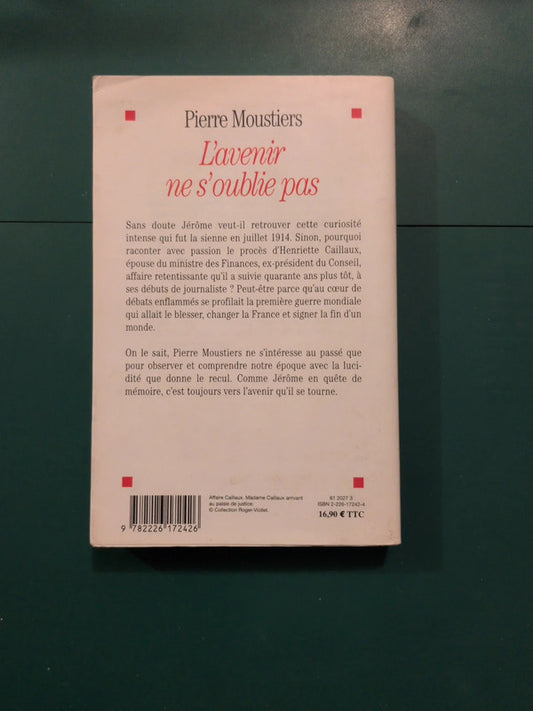 Pierre Moustiers
L'avenir
ne s'oublie pas
Sans doute Jérôme veut-il retrouver cette curiosité
intense qui fut la sienne en juillet 1914. Sinon, pourquoi
raconter avec passion le procès d'Henriette Caillaux,
épouse du ministre des Finances, ex-président du Conseil,
affaire retentissante qu'il a suivie quarante ans plus tôt, à
ses débuts de journaliste ? Peut-être parce qu'au cœur de
débats enflammés se profilait la première guerre mondiale
qui allait le blesser, changer la France et signer la fin d'un
monde.
On le sait, Pierre Moustiers ne s'intéresse au passé que
pour observer et comprendre notre époque avec la luci-
dité que donne le recul. Comme Jérôme en quête de
mémoire, c'est toujours vers l'avenir qu'il se tourne.
Affaire Caillaux. Madame Caillaux arrivant
au palais de justice.
© Collection Roger-Viollet.
61 2027 3
ISBN 2-226-17242-4
16,90 € TTC
9 782226 172426